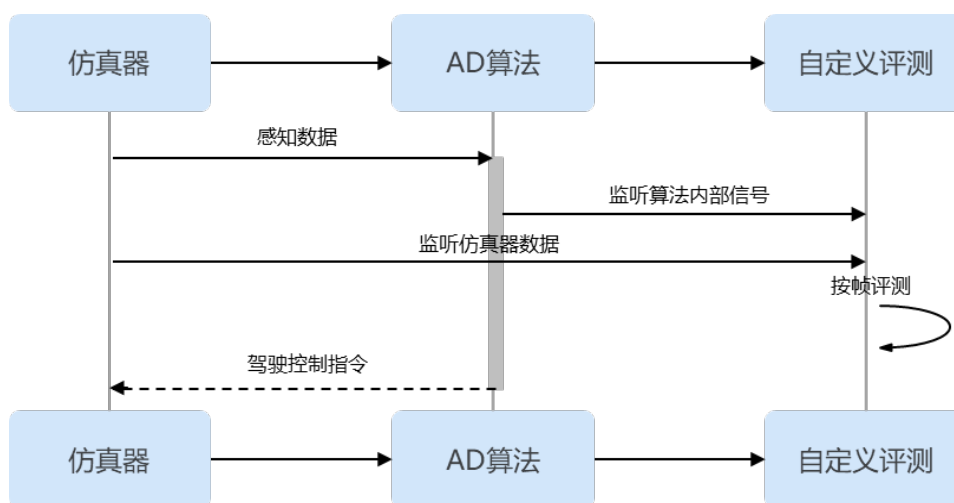 仿真器
AD算法
自定义评测
感知数据
监听算法内部信号
监听仿真器数据
按帧评测
驾驶控制指令
仿真器
AD算法
自定义评测